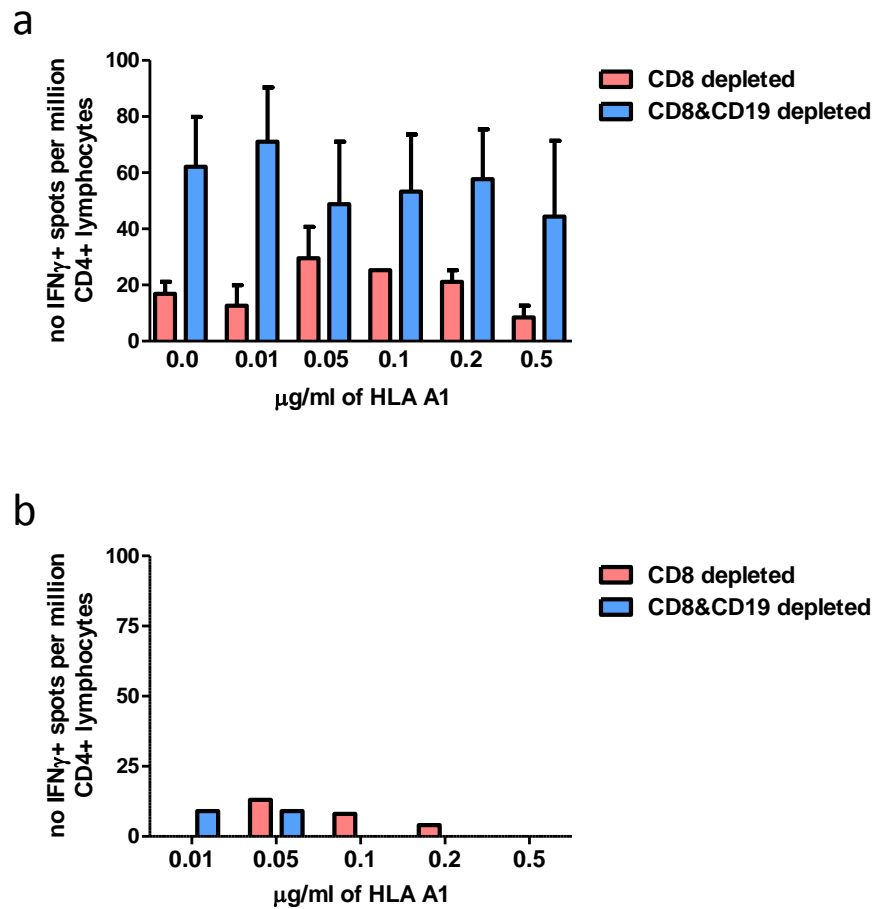 a
no IFNγ+ spots per million
CD4+ lymphocytes
100
80
60
40
20
0
0.0 0.01 0.05 0.1 0.2 0.5
μg/ml of HLA A1
CD8 depleted
CD8&CD19 depleted
b
no IFNγ+ spots per million
CD4+ lymphocytes
100
75
50
25
0
0.01 0.05 0.1 0.2 0.5
μg/ml of HLA A1
CD8 depleted
CD8&CD19 depleted